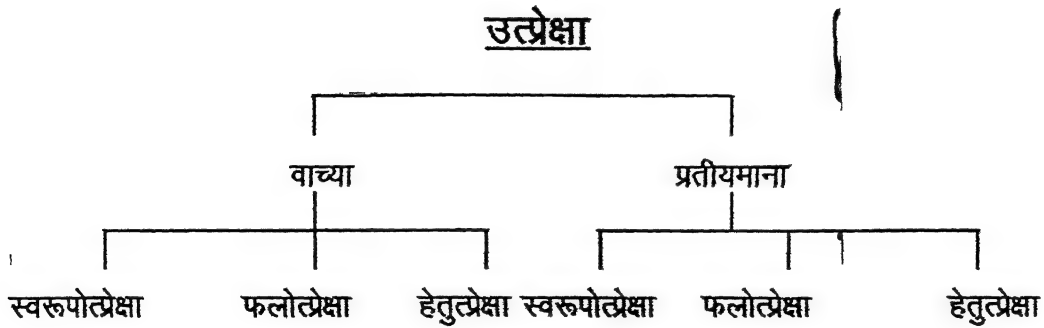 उत्प्रेक्षा
वाच्या प्रतीयमाना
स्वरूपोत्प्रेक्षा फलोत्प्रेक्षा हेतुत्प्रेक्षा स्वरूपोत्प्रेक्षा फलोत्प्रेक्षा हेतुत्प्रेक्षा